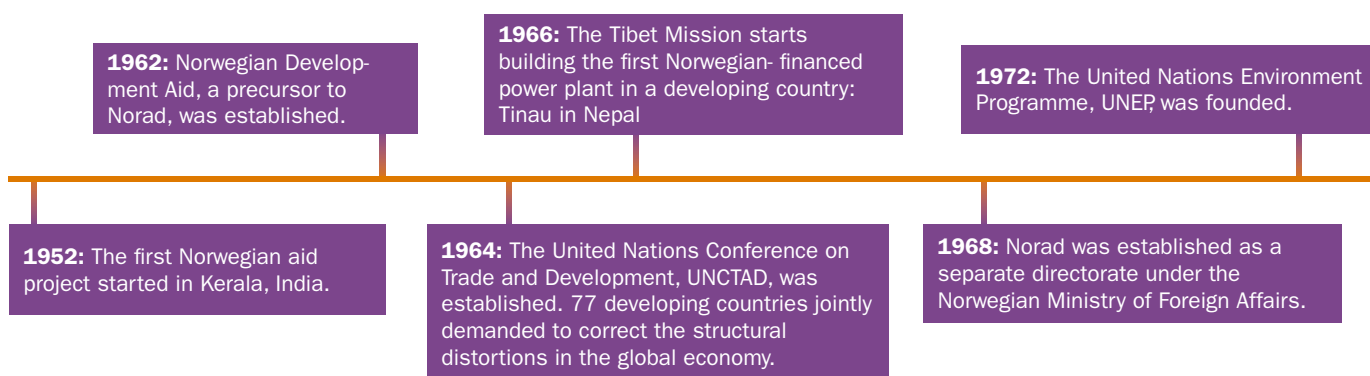 1962: Norwegian Develop-
ment Aid, a precursor to
Norad, was established.
1966: The Tibet Mission starts
building the first Norwegian- financed
power plant in a developing country:
Tinau in Nepal
1972: The United Nations Environment
Programme, UNEP, was founded.
1952: The first Norwegian aid
project started in Kerala, India.
1964: The United Nations Conference on
Trade and Development, UNCTAD, was
established. 77 developing countries jointly
demanded to correct the structural
distortions in the global economy.
1968: Norad was established as a
separate directorate under the
Norwegian Ministry of Foreign Affairs.